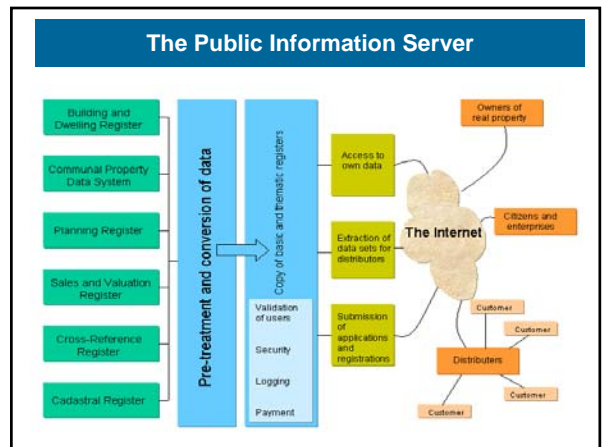 The Public Information Server
Building and
Dwelling Register
Communal Property
Data System
Planning Register
Sales and Valuation
Register
Cross-Reference
Register
Cadastral Register
Pre-treatment and conversion of data
Copy of basic and thematic registers
Validation
of users
Security
Logging
Payment
Access to
own data
Extraction of
data sets for
distributors
Submission
of
applications
and
registrations
The Internet
Owners of
real property
Citizens and
enterprises
Customer
Customer
Customer
Distributers
Customer
Customer